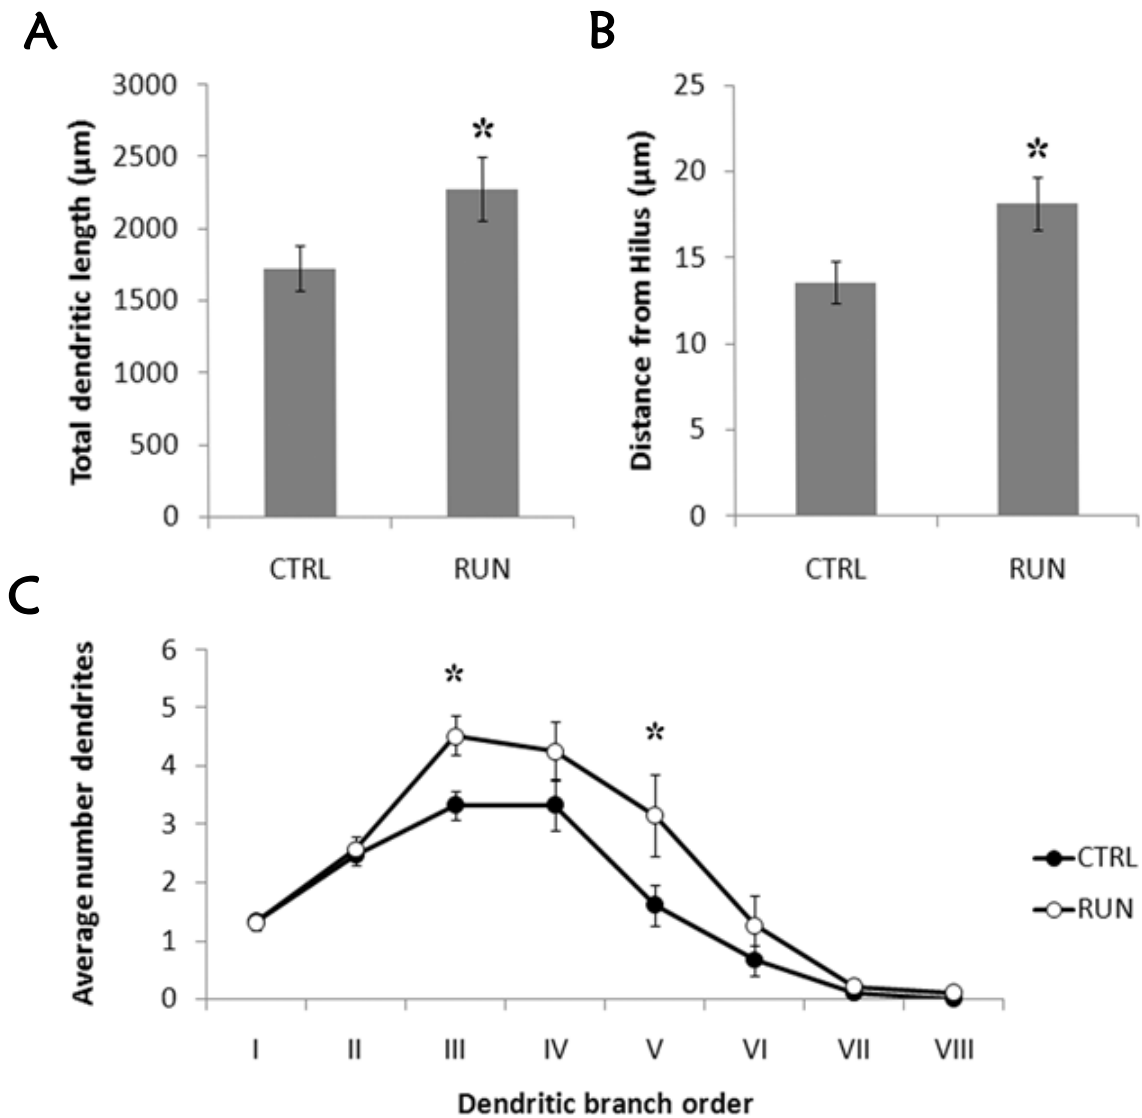 A
Total dendritic length (µm)
3000
2500
2000
1500
1000
500
0
*
CTRL RUN
B
Distance from Hilus (µm)
25
20
15
10
5
0
*
CTRL RUN
C
Average number dendrites
6
5
4
3
2
1
0
*
*
I II III IV V VI VII VIII
Dendritic branch order
CTRL
RUN